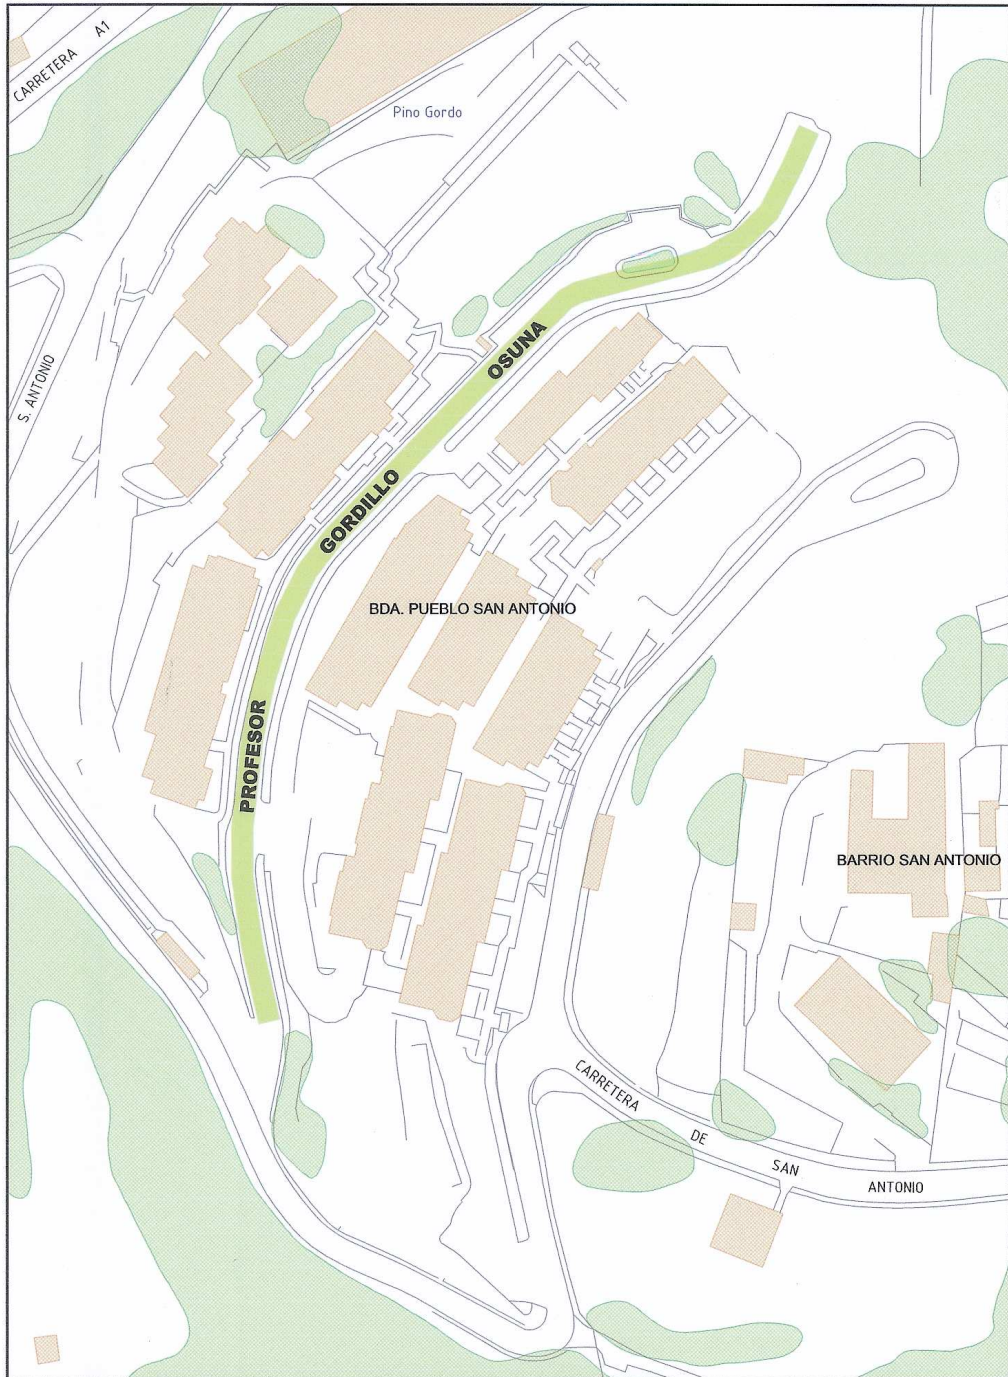 CARRETERA A1
Pino Gordo
S. ANTONIO
PROFESOR GORDILLO OSUNA
BDA. PUEBLO SAN ANTONIO
BARRIO SAN ANTONIO
CARRETERA DE SAN ANTONIO